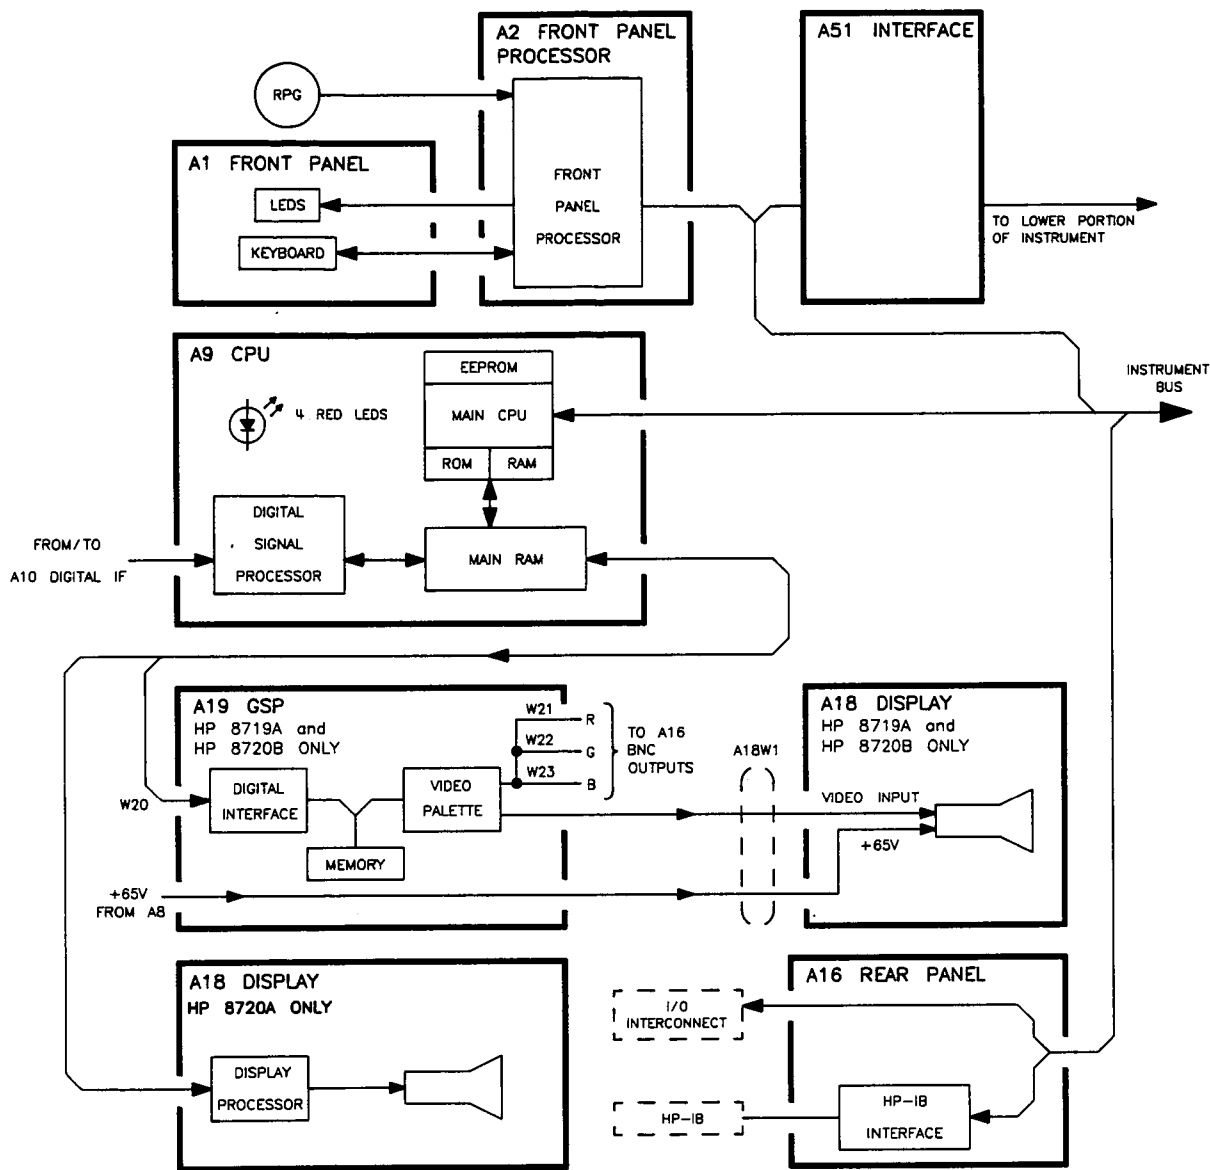 A2 FRONT PANEL
PROCESSOR
A51 INTERFACE
RPG
A1 FRONT PANEL
LEDS
KEYBOARD
FRONT
PANEL
PROCESSOR
TO LOWER PORTION
OF INSTRUMENT
A9 CPU
4 RED LEDS
EEPROM
MAIN CPU
ROM
RAM
INSTRUMENT
BUS
DIGITAL
SIGNAL
PROCESSOR
MAIN RAM
FROM/TO
A10 DIGITAL IF
A19 GSP
HP 8719A and
HP 8720B ONLY
W21
R
W22
G
W23
B
TO A16
BNC
OUTPUTS
A18W1
A18 DISPLAY
HP 8719A and
HP 8720B ONLY
W20
DIGITAL
INTERFACE
VIDEO
PALETTE
MEMORY
VIDEO INPUT
+65V
+65V
FROM A8
A18 DISPLAY
HP 8720A ONLY
DISPLAY
PROCESSOR
A16 REAR PANEL
I/O
INTERCONNECT
HP-IB
HP-IB
INTERFACE